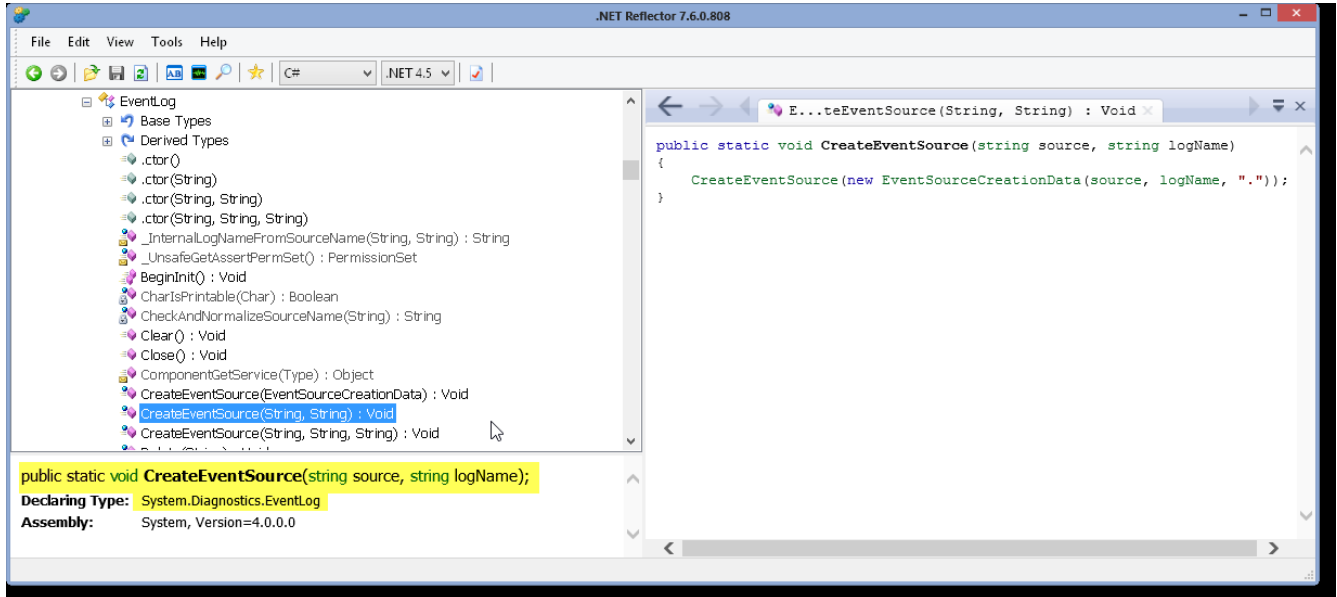 .NET Reflector 7.6.0.808
File Edit View Tools Help
C# .NET 4.5
EventLog
Base Types
Derived Types
.ctor()
.ctor(String)
.ctor(String, String)
.ctor(String, String, String)
_InternalLogNameFromSourceName(String, String) : String
_UnsafeGetAssertPermSet() : PermissionSet
BeginInit() : Void
CharIsPrintable(Char) : Boolean
CheckAndNormalizeSourceName(String) : String
Clear() : Void
Close() : Void
ComponentGetService(Type) : Object
CreateEventSource(EventSourceCreationData) : Void
CreateEventSource(String, String) : Void
CreateEventSource(String, String, String) : Void
public static void CreateEventSource(string source, string logName);
Declaring Type: System.Diagnostics.EventLog
Assembly: System, Version=4.0.0.0
E...teEventSource(String, String) : Void
public static void CreateEventSource(string source, string logName)
{
CreateEventSource(new EventSourceCreationData(source, logName, "."));
}